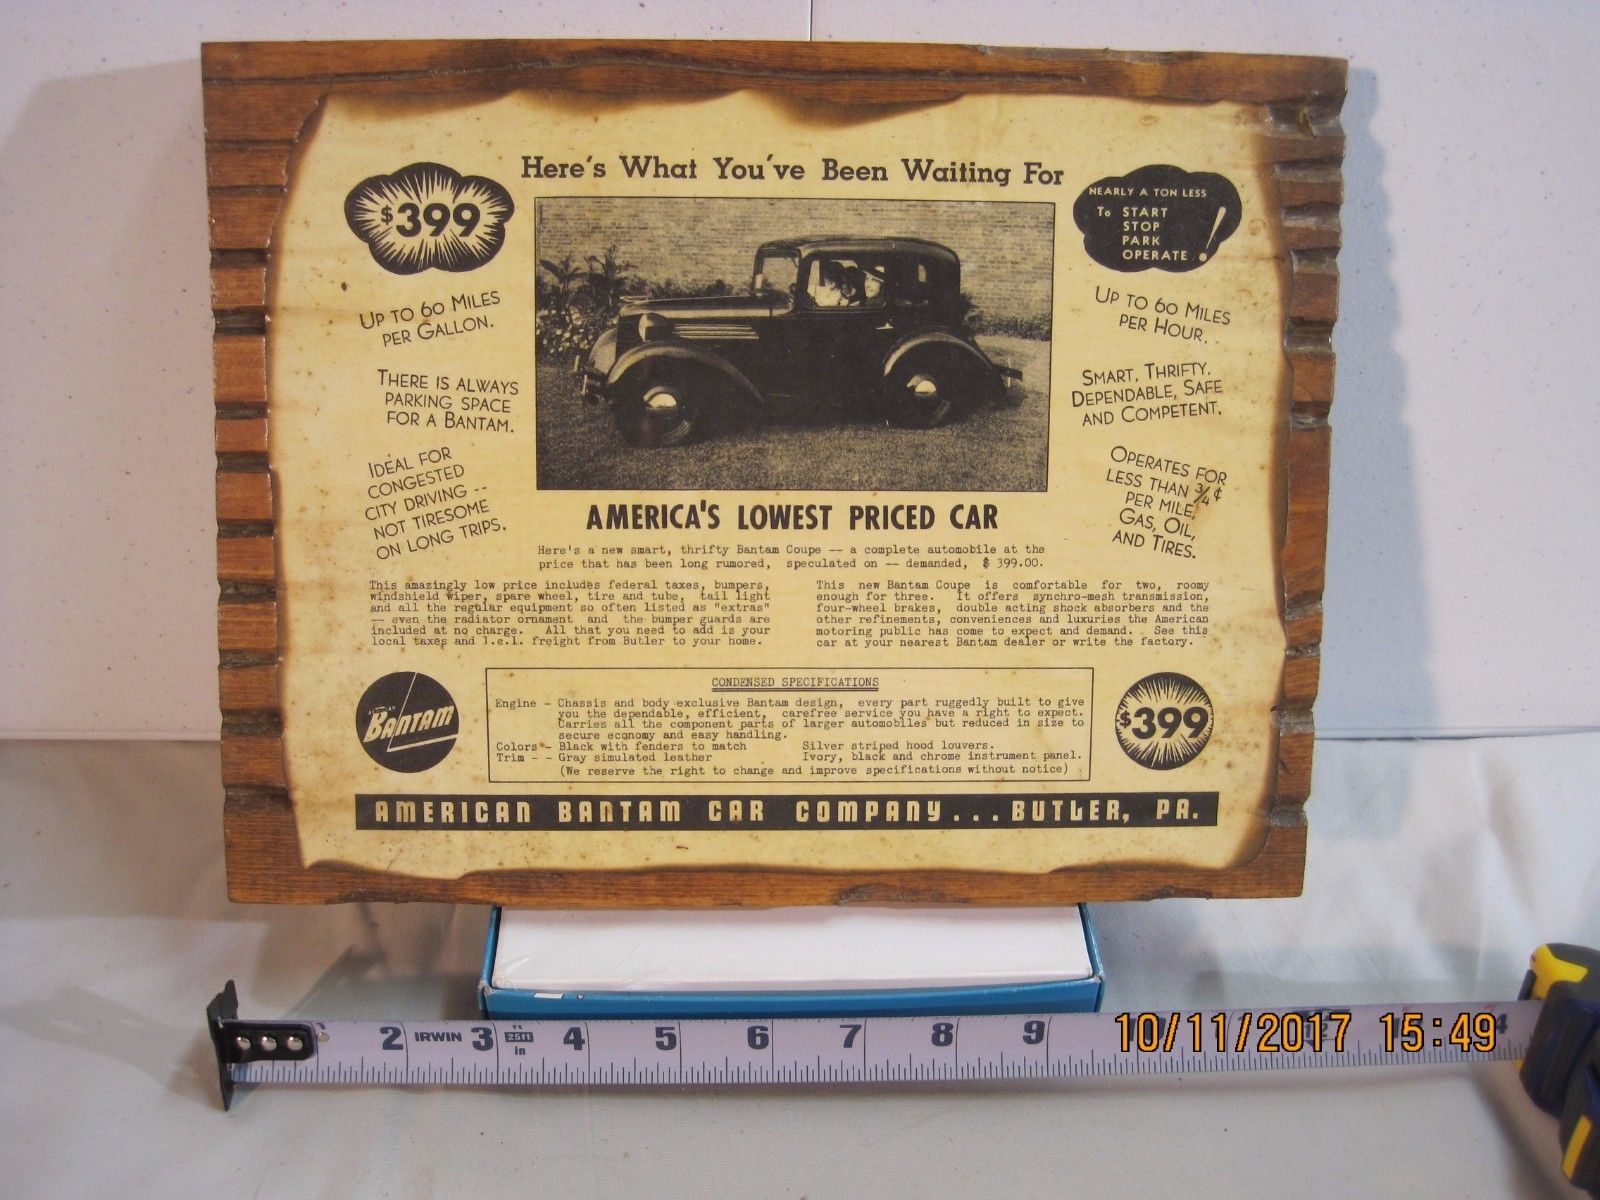 Here's What You've Been Waiting For
$399
NEARLY A TON LESS
To START
STOP
PARK
OPERATE!
UP TO 60 MILES
PER GALLON.
THERE IS ALWAYS
PARKING SPACE
FOR A BANTAM.
IDEAL FOR
CONGESTED
CITY DRIVING --
NOT TIRESOME
ON LONG TRIPS.
UP TO 60 MILES
PER HOUR.
SMART, THRIFTY,
DEPENDABLE, SAFE
AND COMPETENT.
OPERATES FOR
LESS THAN 3/4¢
PER MILE,
GAS, OIL,
AND TIRES.
AMERICA'S LOWEST PRICED CAR
Here's a new smart, thrifty Bantam Coupe -- a complete automobile at the
price that has been long rumored, speculated on -- demanded, $ 399.00.
This amazingly low price includes federal taxes, bumpers,
windshield wiper, spare wheel, tire and tube, tail light
and all the regular equipment so often listed as "extras"
-- even the radiator ornament and the bumper guards are
included at no charge. All that you need to add is your
local taxes and l.c.l. freight from Butler to your home.
This new Bantam Coupe is comfortable for two, roomy
enough for three. It offers synchro-mesh transmission,
four-wheel brakes, double acting shock absorbers and the
other refinements, conveniences and luxuries the American
motoring public has come to expect and demand. See this
car at your nearest Bantam dealer or write the factory.
BANTAM
CONDENSED SPECIFICATIONS
Engine - Chassis and body exclusive Bantam design, every part ruggedly built to give
you the dependable, efficient, carefree service you have a right to expect.
Carries all the component parts of larger automobiles but reduced in size to
secure economy and easy handling.
Colors - Black with fenders to match Silver striped hood louvers.
Trim - - Gray simulated leather Ivory, black and chrome instrument panel.
(We reserve the right to change and improve specifications without notice)
$399
AMERICAN BANTAM CAR COMPANY...BUTLER, PA.
2 IRWIN 3 25ft in 4 5 6 7 8 9
10/11/2017 15:49